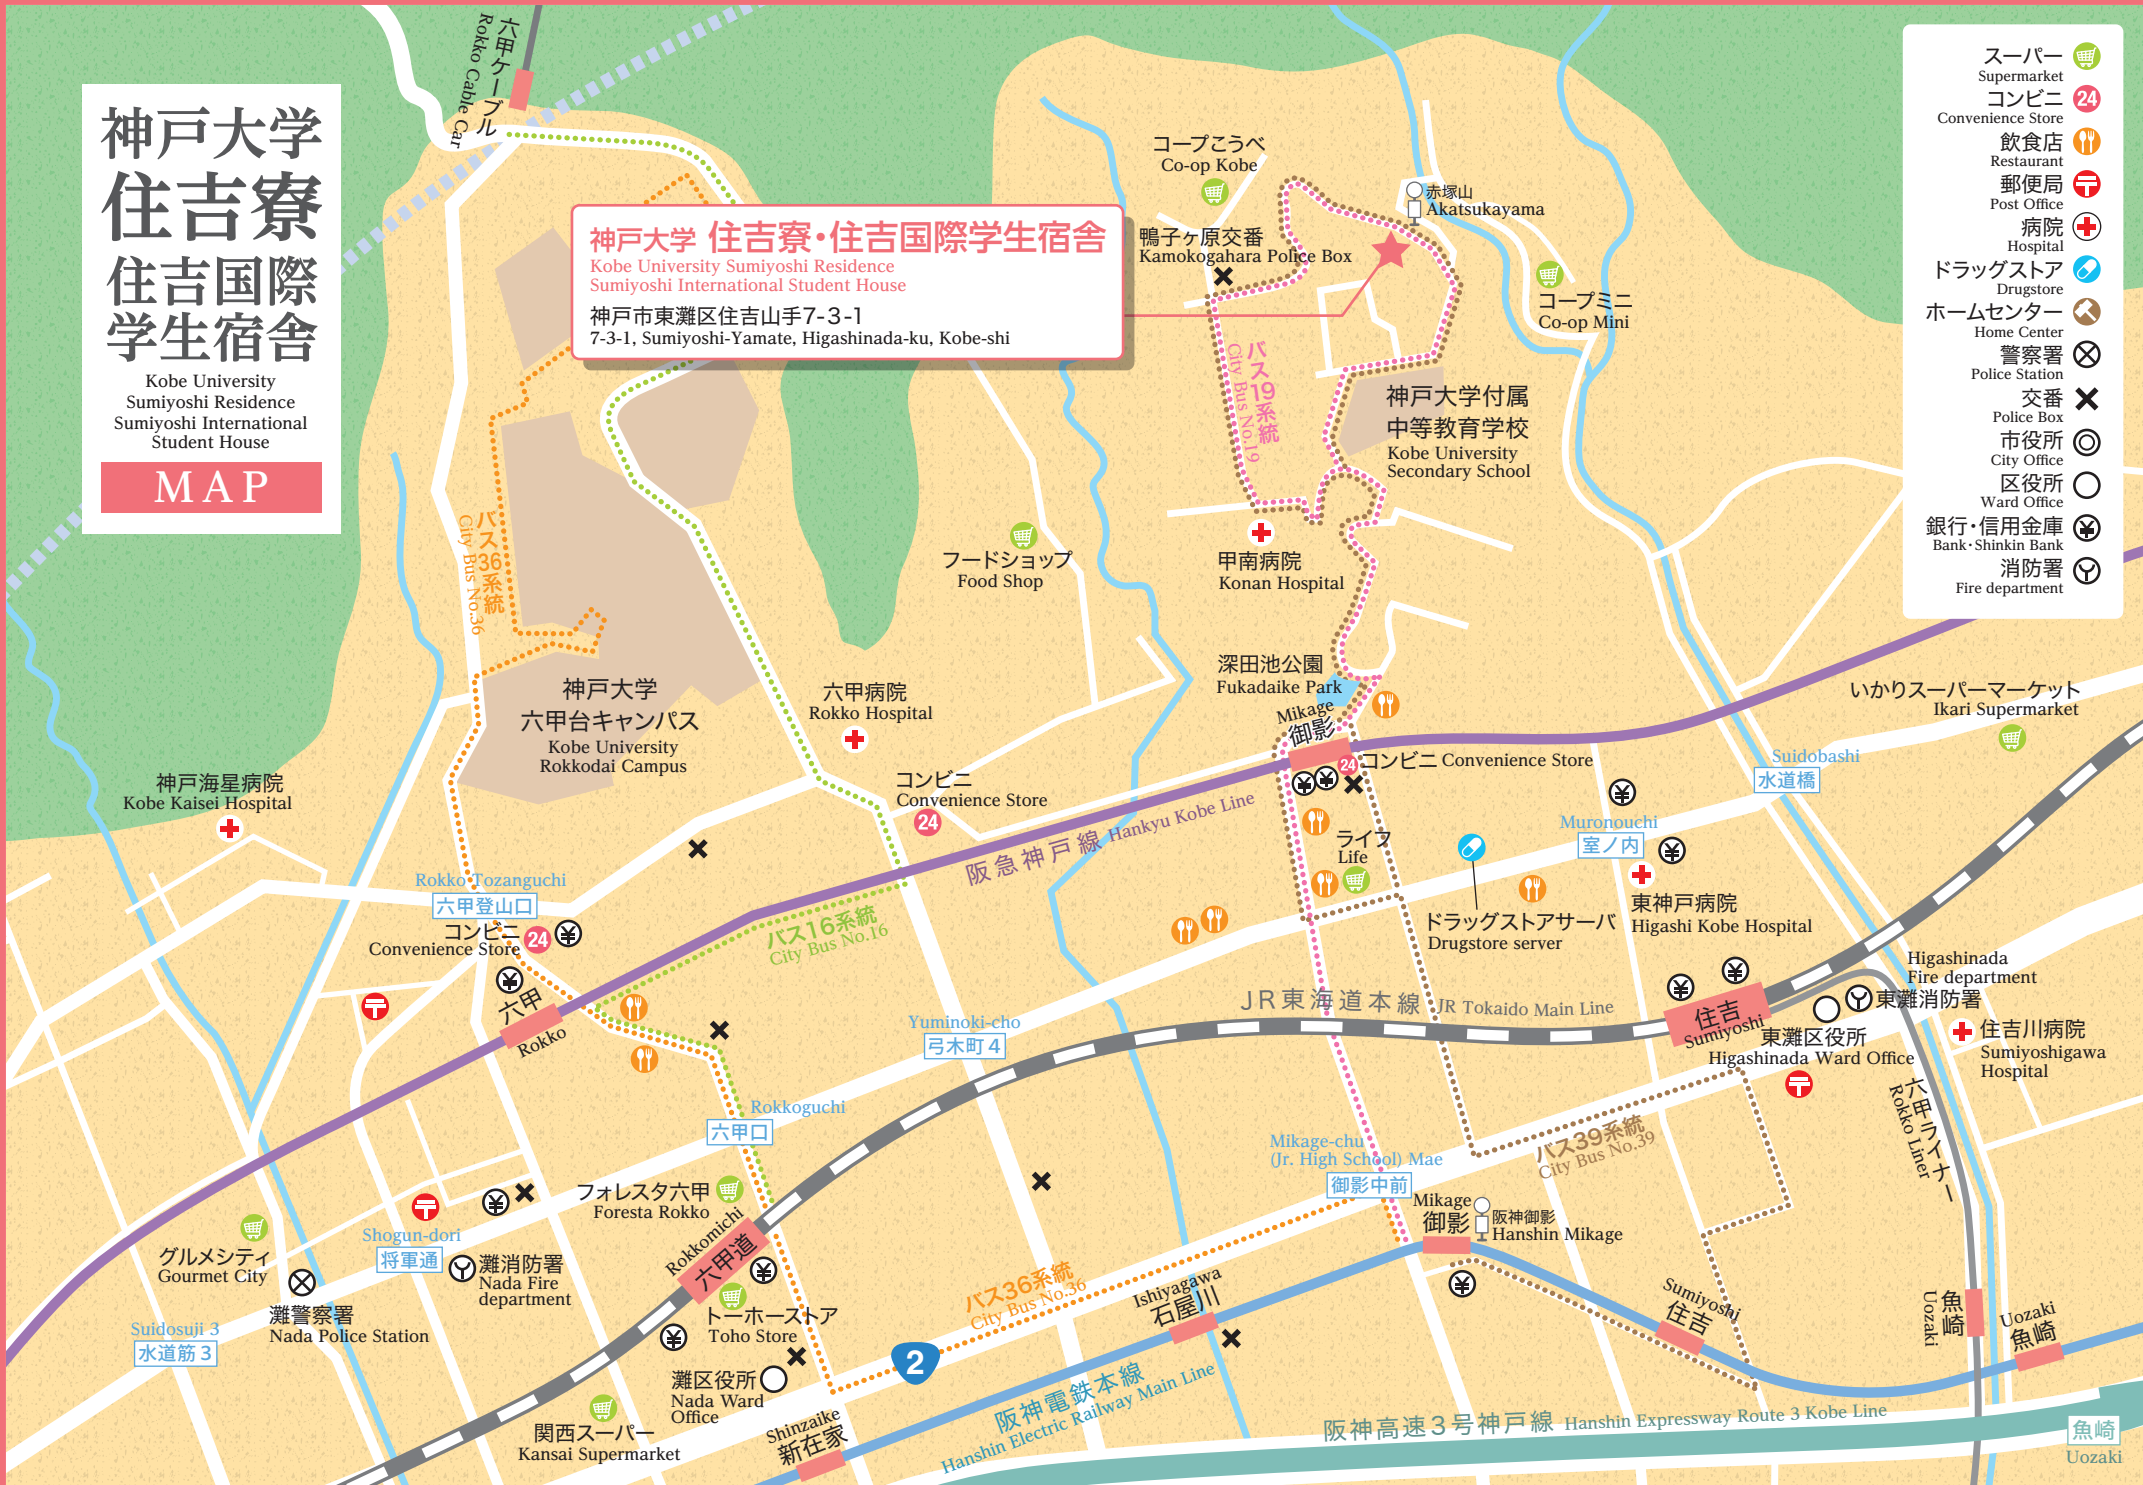 神戸大学
住吉寮
住吉国際
学生宿舎
Kobe University
Sumiyoshi Residence
Sumiyoshi International
Student House
MAP
六甲ケーブル
Rokko Cable Car
神戸大学 住吉寮・住吉国際学生宿舎
Kobe University Sumiyoshi Residence
Sumiyoshi International Student House
神戸市東灘区住吉山手7-3-1
7-3-1, Sumiyoshi-Yamate, Higashinada-ku, Kobe-shi
コープこうべ
Co-op Kobe
赤塚山
Akatsukayama
鴨子ヶ原交番
Kamokogahara Police Box
コープミニ
Co-op Mini
スーパー
Supermarket
コンビニ
24
Convenience Store
飲食店
Restaurant
郵便局
Post Office
病院
Hospital
ドラッグストア
Drugstore
ホームセンター
Home Center
警察署
Police Station
交番
Police Box
市役所
City Office
区役所
Ward Office
銀行・信用金庫
Bank・Shinkin Bank
消防署
Fire department
バス19系統
City Bus No.19
神戸大学付属
中等教育学校
Kobe University
Secondary School
バス36系統
City Bus No.36
フードショップ
Food Shop
甲南病院
Konan Hospital
神戸大学
六甲台キャンパス
Kobe University
Rokkodai Campus
六甲病院
Rokko Hospital
深田池公園
Fukadaike Park
Mikage
御影
24
コンビニ Convenience Store
いかりスーパーマーケット
Ikari Supermarket
Suidobashi
水道橋
神戸海星病院
Kobe Kaisei Hospital
コンビニ
Convenience Store
24
阪急神戸線 Hankyu Kobe Line
ライフ
Life
Muronouchi
室ノ内
Rokko Tozanguchi
六甲登山口
コンビニ
Convenience Store
24
バス16系統
City Bus No.16
ドラッグストアサーバ
Drugstore server
東神戸病院
Higashi Kobe Hospital
六甲
Rokko
Yuminoki-cho
弓木町4
JR東海道本線 JR Tokaido Main Line
住吉
Sumiyoshi
Higashinada
Fire department
東灘消防署
東灘区役所
Higashinada Ward Office
住吉川病院
Sumiyoshigawa
Hospital
六甲ライナー
Rokko Liner
Rokkoguchi
六甲口
バス39系統
City Bus No.39
Mikage-chu
(Jr. High School) Mae
御影中前
Mikage
御影
阪神御影
Hanshin Mikage
フォレスタ六甲
Foresta Rokko
Rokkomichi
六甲道
Shogun-dori
将軍通
グルメシティ
Gourmet City
灘消防署
Nada Fire
department
灘警察署
Nada Police Station
Suidosuji 3
水道筋3
トーホーストア
Toho Store
灘区役所
Nada Ward
Office
関西スーパー
Kansai Supermarket
バス36系統
City Bus No.36
2
Ishiyagawa
石屋川
Shinzaike
新在家
阪神電鉄本線
Hanshin Electric Railway Main Line
Sumiyoshi
住吉
魚崎
Uozaki
Uozaki
魚崎
阪神高速3号神戸線 Hanshin Expressway Route 3 Kobe Line
魚崎
Uozaki